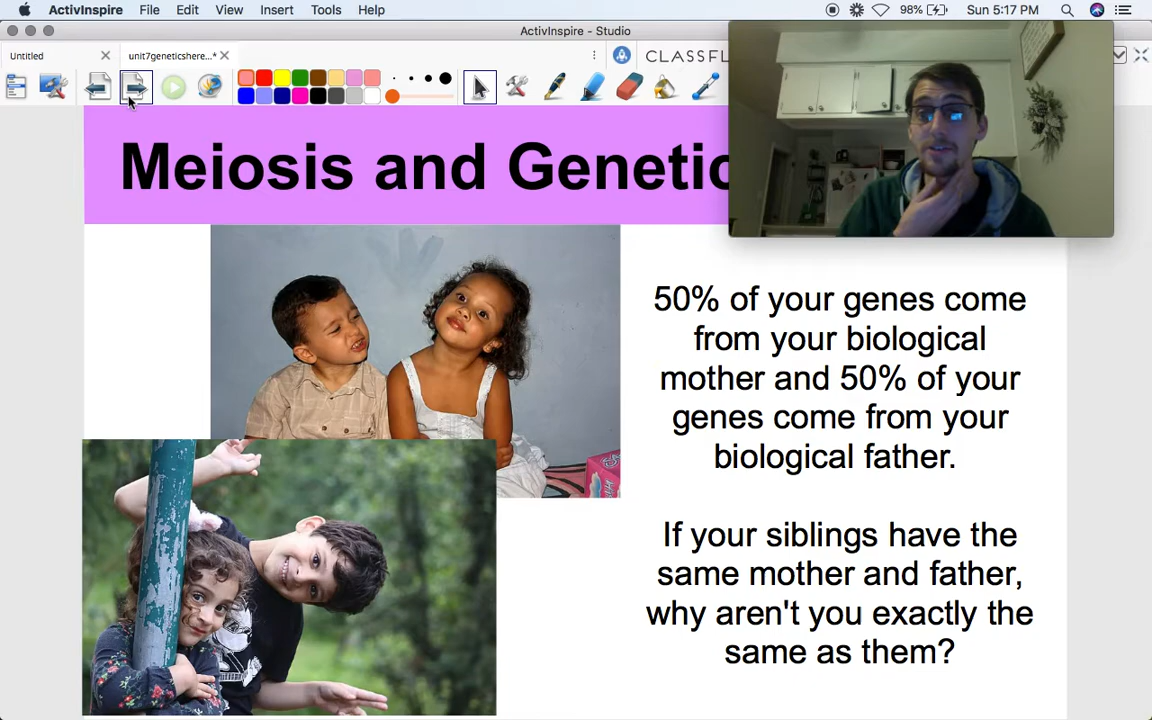 ActivInspire File Edit View Insert Tools Help 98% Sun 5:17 PM
ActivInspire - Studio
Untitled unit7geneticshere...* CLASSFL
Meiosis and Genetic
50% of your genes come
from your biological
mother and 50% of your
genes come from your
biological father.
If your siblings have the
same mother and father,
why aren't you exactly the
same as them?